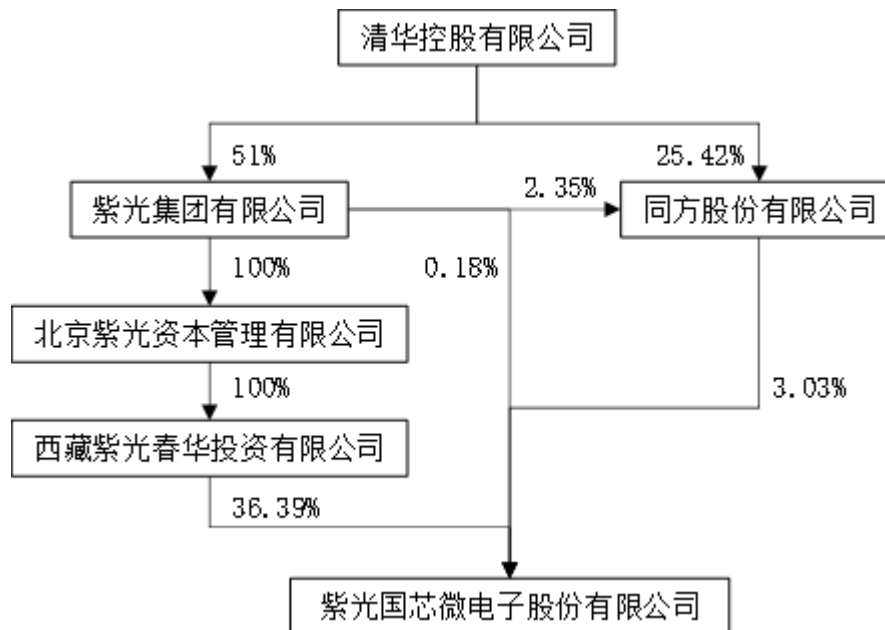 清华控股有限公司
51%
25.42%
紫光集团有限公司
2.35%
同方股份有限公司
100%
0.18%
北京紫光资本管理有限公司
100%
3.03%
西藏紫光春华投资有限公司
36.39%
紫光国芯微电子股份有限公司